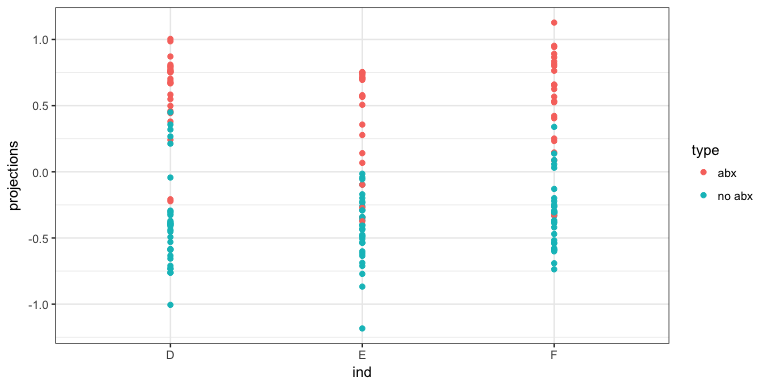 projections
1.0
0.5
0.0
-0.5
-1.0
D E F
ind
type
abx
no abx